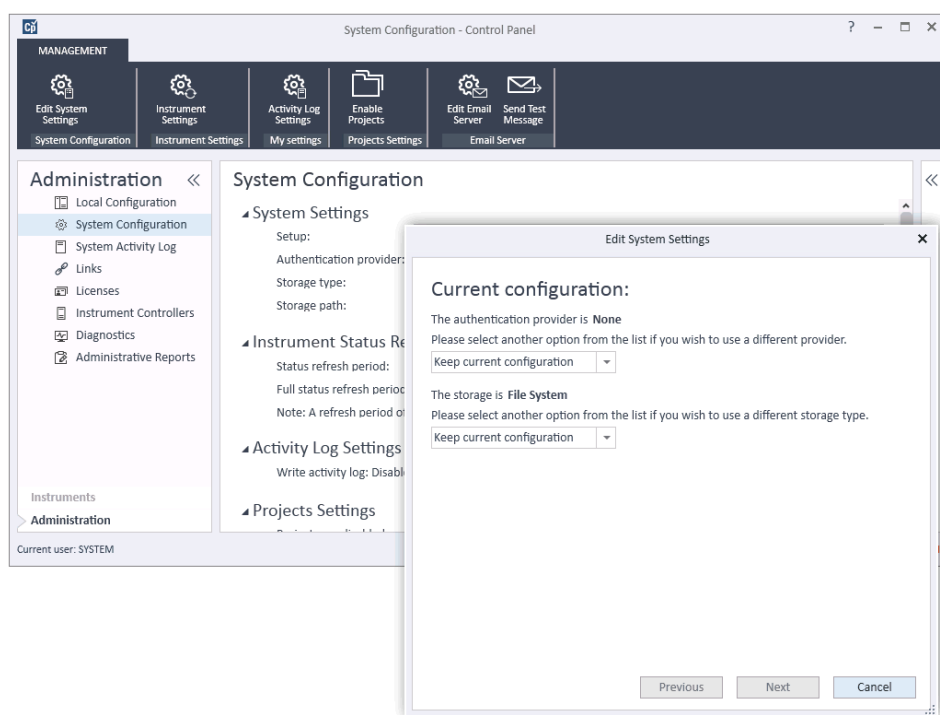 System Configuration - Control Panel
MANAGEMENT
Edit System
Settings
Instrument
Settings
Activity Log
Settings
Enable
Projects
Edit Email
Server
Send Test
Message
System Configuration
Instrument Settings
My settings
Projects Settings
Email Server
Administration
Local Configuration
System Configuration
System Activity Log
Links
Licenses
Instrument Controllers
Diagnostics
Administrative Reports
Instruments
Administration
Current user: SYSTEM
System Configuration
System Settings
Setup:
Authentication provider:
Storage type:
Storage path:
Instrument Status
Status refresh period:
Full status refresh
Note: A refresh period
Activity Log Settings
Write activity log:
Projects Settings
Edit System Settings
Current configuration:
The authentication provider is None
Please select another option from the list if you wish to use a different provider.
Keep current configuration
The storage is File System
Please select another option from the list if you wish to use a different storage type.
Keep current configuration
Previous
Next
Cancel